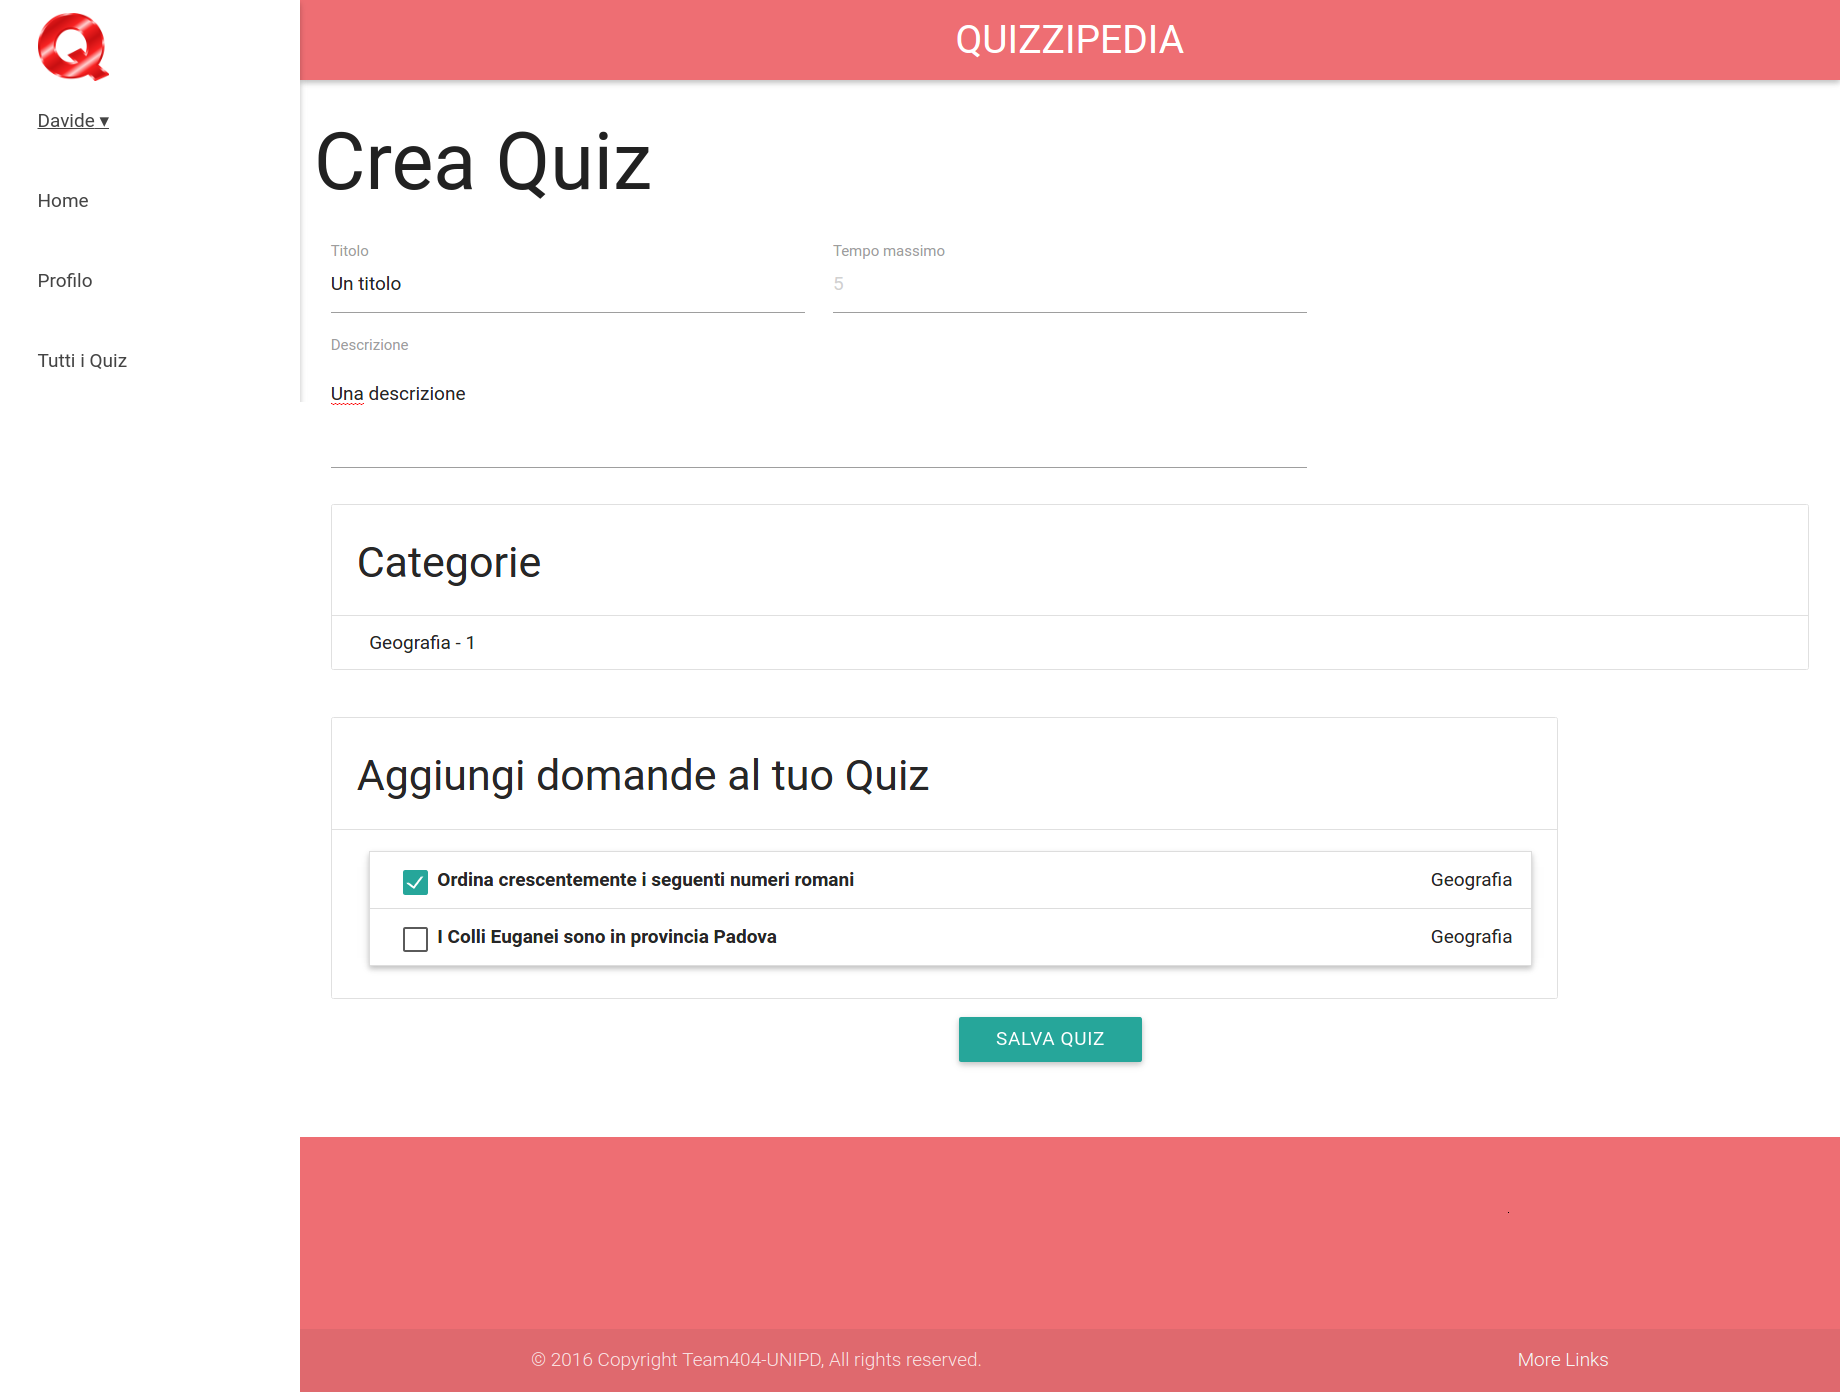 QUIZZIPEDIA
Davide ▾
Home
Profilo
Tutti i Quiz
Crea Quiz
Titolo
Un titolo
Tempo massimo
5
Descrizione
Una descrizione
Categorie
Geografia - 1
Aggiungi domande al tuo Quiz
Ordina crescentemente i seguenti numeri romani Geografia
I Colli Euganei sono in provincia Padova Geografia
SALVA QUIZ
© 2016 Copyright Team404-UNIPD, All rights reserved. More Links